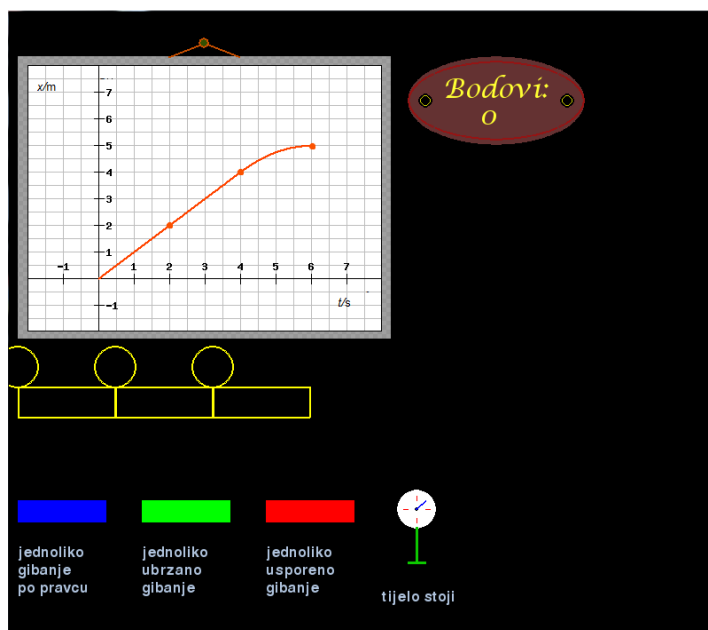 Bodovi:
0
x/m
7
6
5
4
3
2
1
-1 1 2 3 4 5 6 7
-1
t/s
jednoliko
gibanje
po pravcu
jednoliko
ubrzano
gibanje
jednoliko
usporeno
gibanje
tijelo stoji